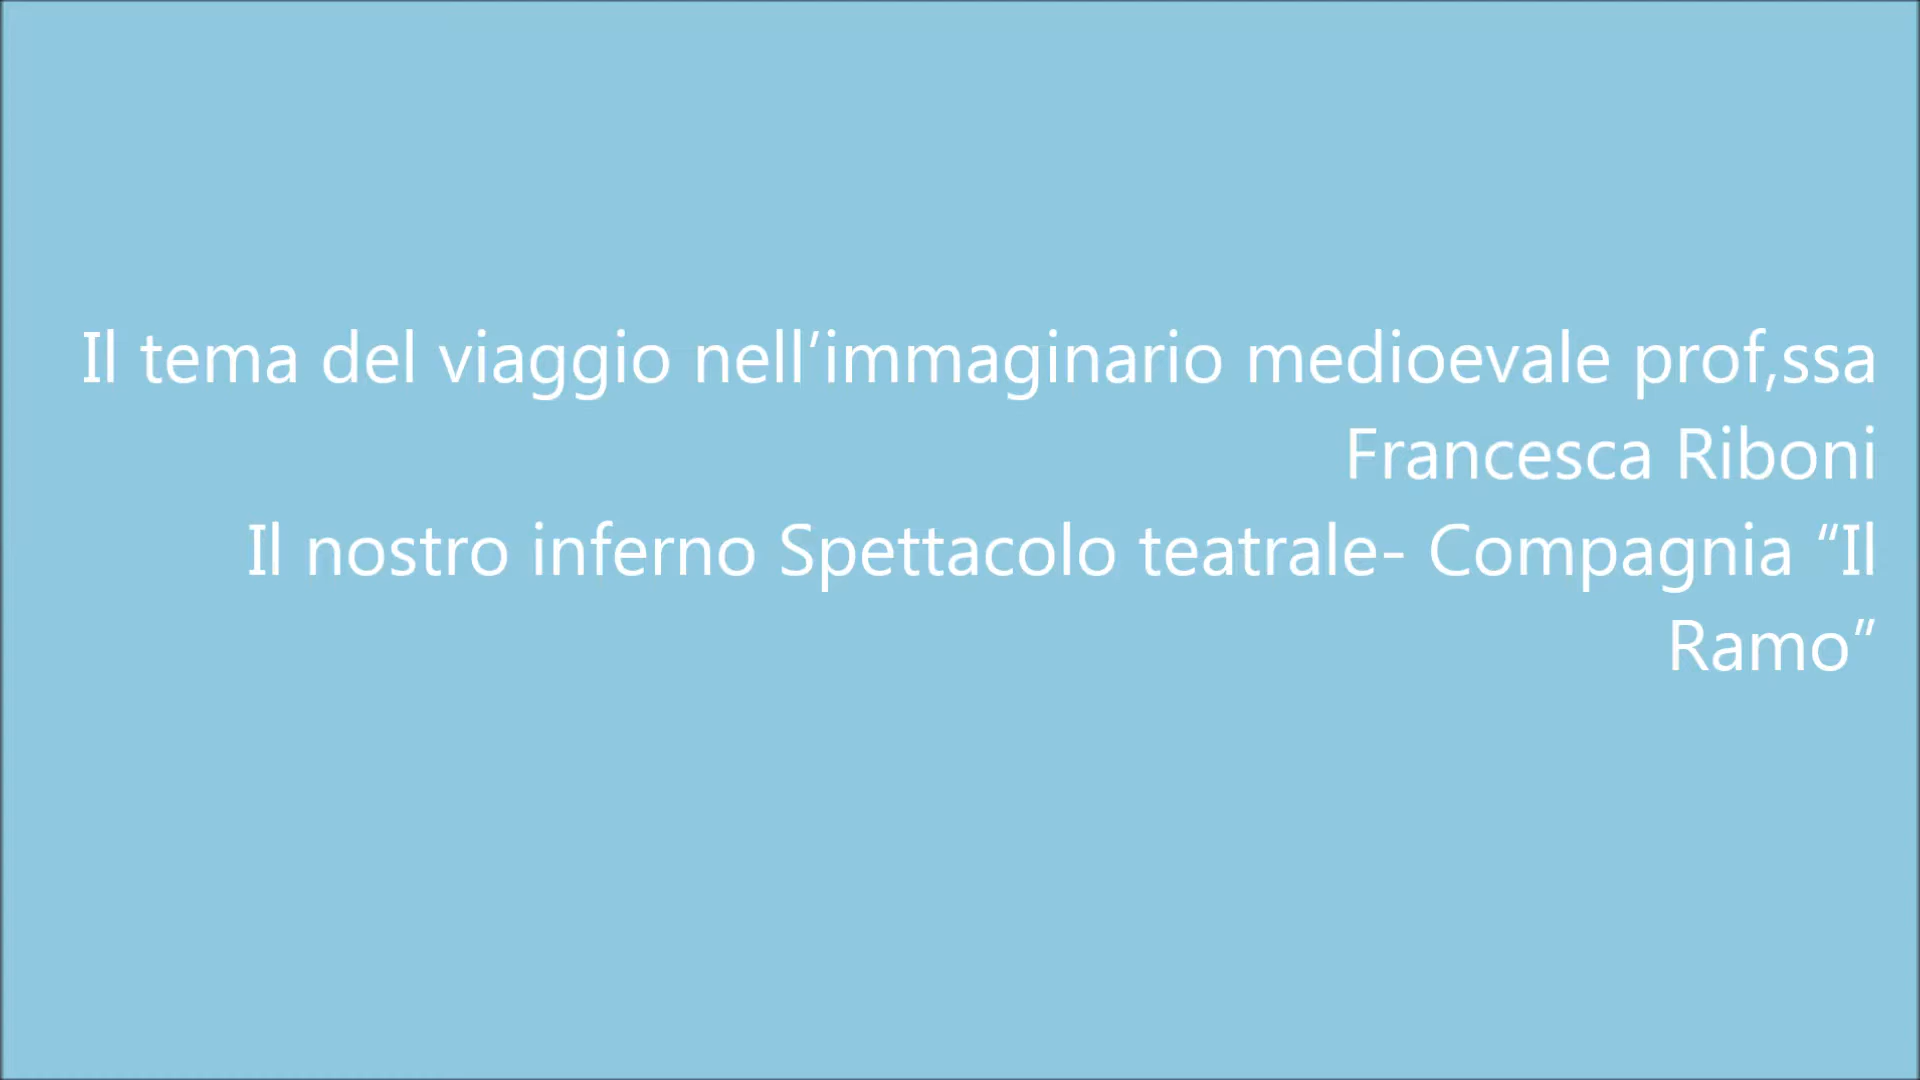 Il tema del viaggio nell’immaginario medioevale prof,ssa
Francesca Riboni
Il nostro inferno Spettacolo teatrale- Compagnia “Il
Ramo”